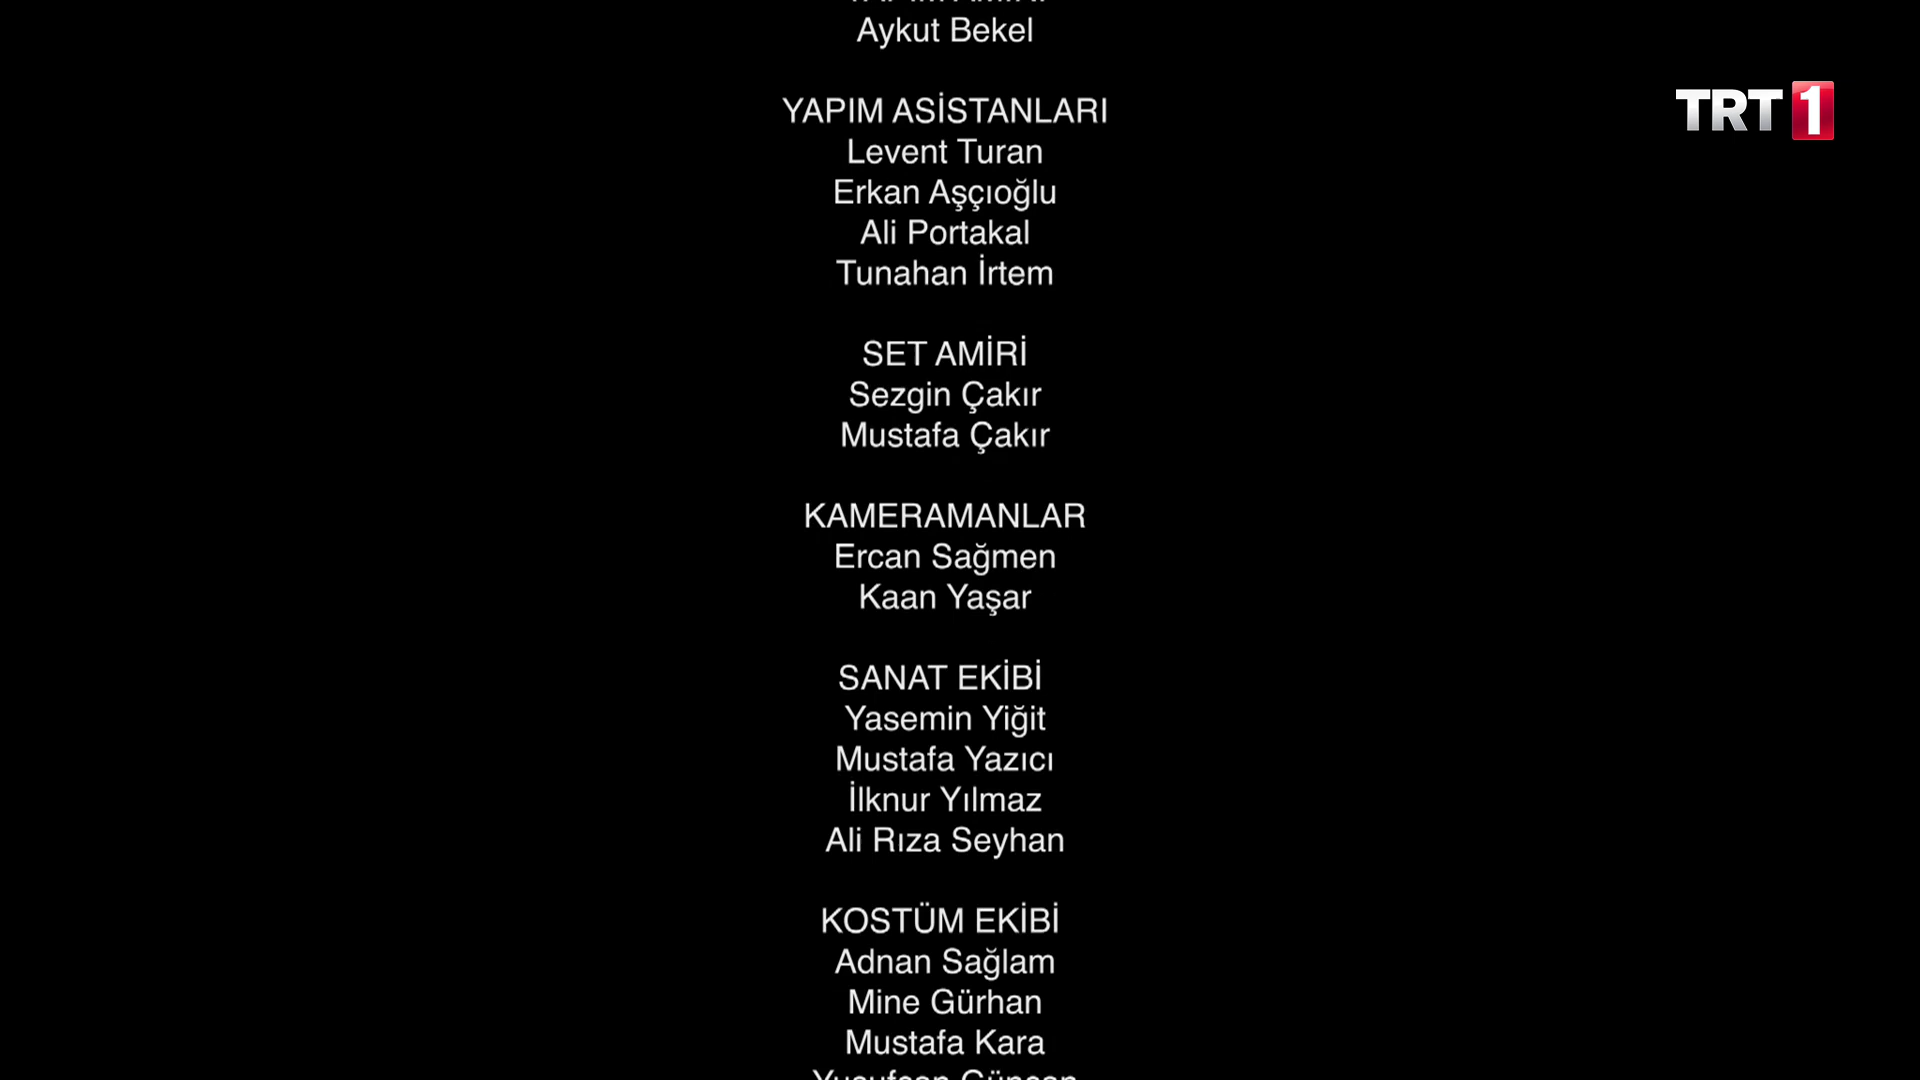 Aykut Bekel
YAPIM ASİSTANLARI
Levent Turan
Erkan Aşçıoğlu
Ali Portakal
Tunahan İrtem
SET AMİRİ
Sezgin Çakır
Mustafa Çakır
KAMERAMANLAR
Ercan Sağmen
Kaan Yaşar
SANAT EKİBİ
Yasemin Yiğit
Mustafa Yazıcı
İlknur Yılmaz
Ali Rıza Seyhan
KOSTÜM EKİBİ
Adnan Sağlam
Mine Gürhan
Mustafa Kara
TRT 1